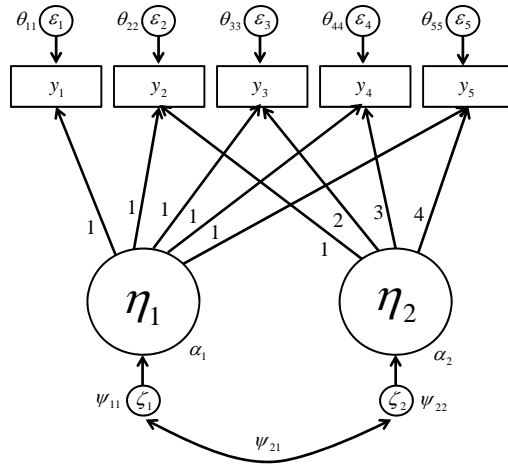 θ₁₁ ε₁ θ₂₂ ε₂ θ₃₃ ε₃ θ₄₄ ε₄ θ₅₅ ε₅
y₁ y₂ y₃ y₄ y₅
1 1 1 1 1 1 2 3 4
η₁ η₂
α₁ α₂
ψ₁₁ ζ₁ ζ₂ ψ₂₂
ψ₂₁